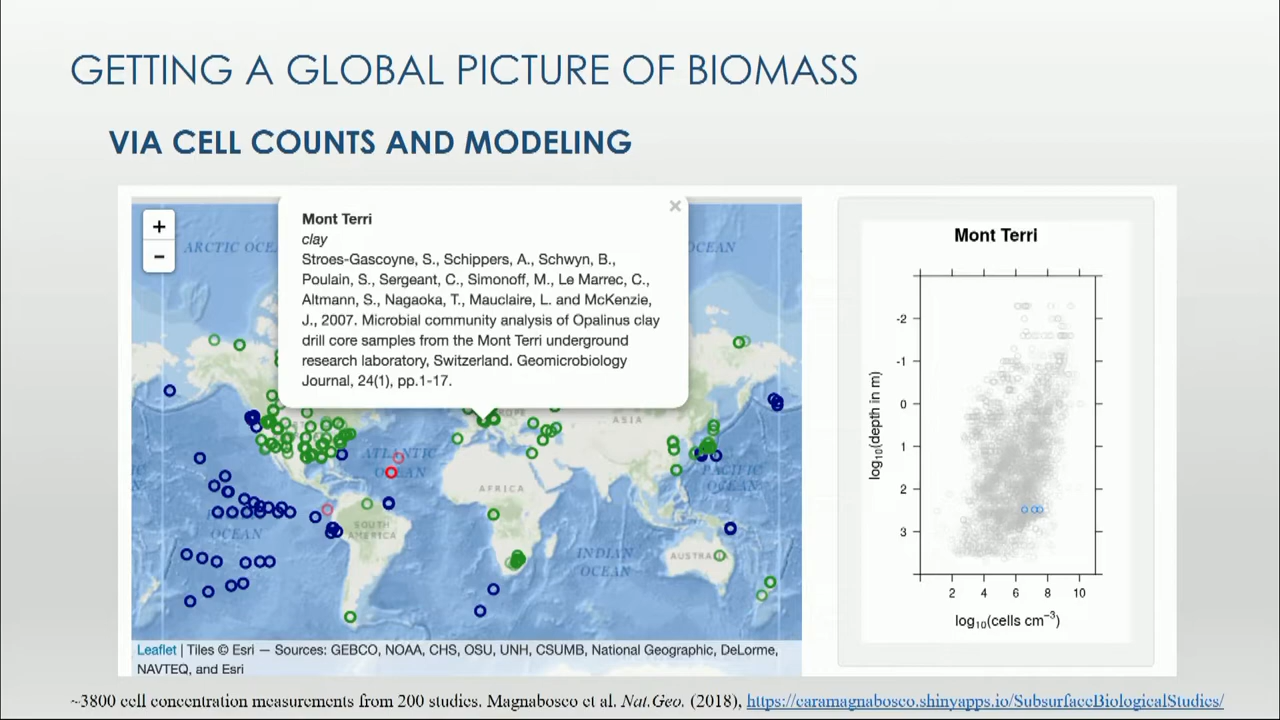 GETTING A GLOBAL PICTURE OF BIOMASS
VIA CELL COUNTS AND MODELING
+
−
ARCTIC OCE
OCEAN
Mont Terri
clay
Stroes-Gascoyne, S., Schippers, A., Schwyn, B.,
Poulain, S., Sergeant, C., Simonoff, M., Le Marrec, C.,
Altmann, S., Nagaoka, T., Mauclaire, L. and McKenzie,
J., 2007. Microbial community analysis of Opalinus clay
drill core samples from the Mont Terri underground
research laboratory, Switzerland. Geomicrobiology
Journal, 24(1), pp.1-17.
×
EUROPE
ASIA
ATLANTIC
OCEAN
PACIFIC
OCEAN
AFRICA
OCEAN
SOUTH
AMERICA
INDIAN
OCEAN
AUSTRA
Leaflet | Tiles © Esri — Sources: GEBCO, NOAA, CHS, OSU, UNH, CSUMB, National Geographic, DeLorme,
NAVTEQ, and Esri
Mont Terri
-2
-1
0
1
2
3
log10(depth in m)
2 4 6 8 10
log10(cells cm−3)
~3800 cell concentration measurements from 200 studies. Magnabosco et al. Nat.Geo. (2018), https://caramagnabosco.shinyapps.io/SubsurfaceBiologicalStudies/